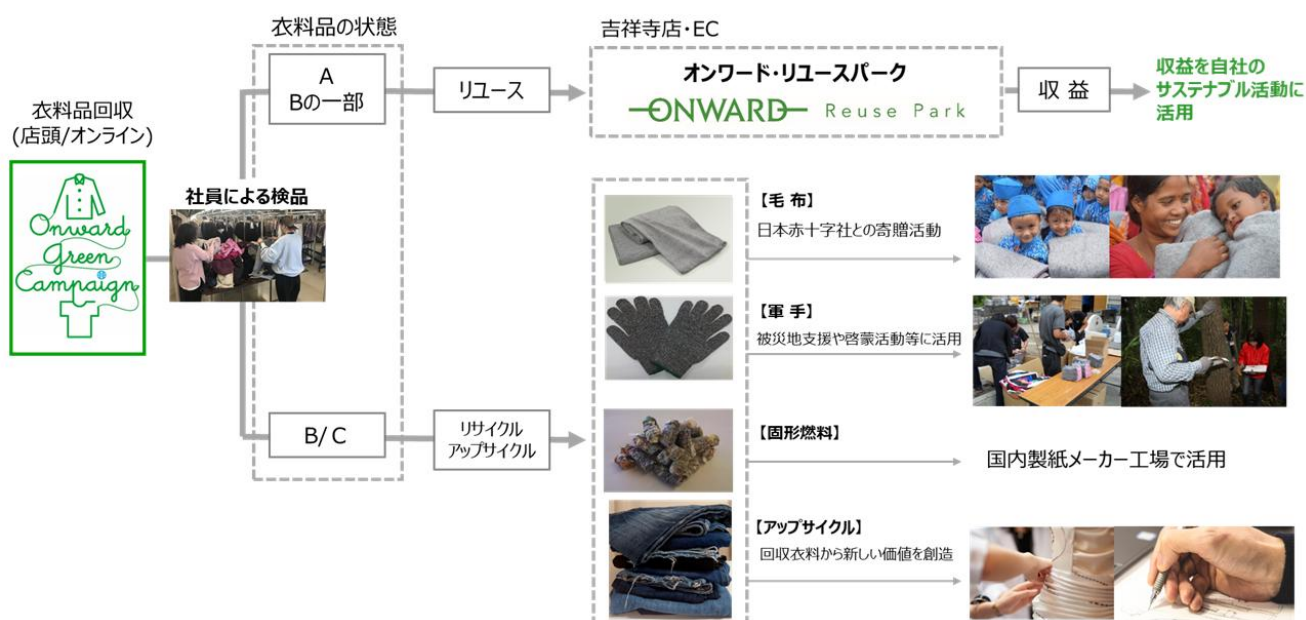 衣料品の状態
吉祥寺店・EC
衣料品回収
(店頭/オンライン)
Onward
Green
Campaign
社員による検品
A
Bの一部
リユース
オンワード・リユースパーク
ONWARD Reuse Park
収 益
収益を自社の
サステナブル活動に
活用
B/ C
リサイクル
アップサイクル
【毛 布】
日本赤十字社との寄贈活動
【軍 手】
被災地支援や啓蒙活動等に活用
【固形燃料】
国内製紙メーカー工場で活用
【アップサイクル】
回収衣料から新しい価値を創造